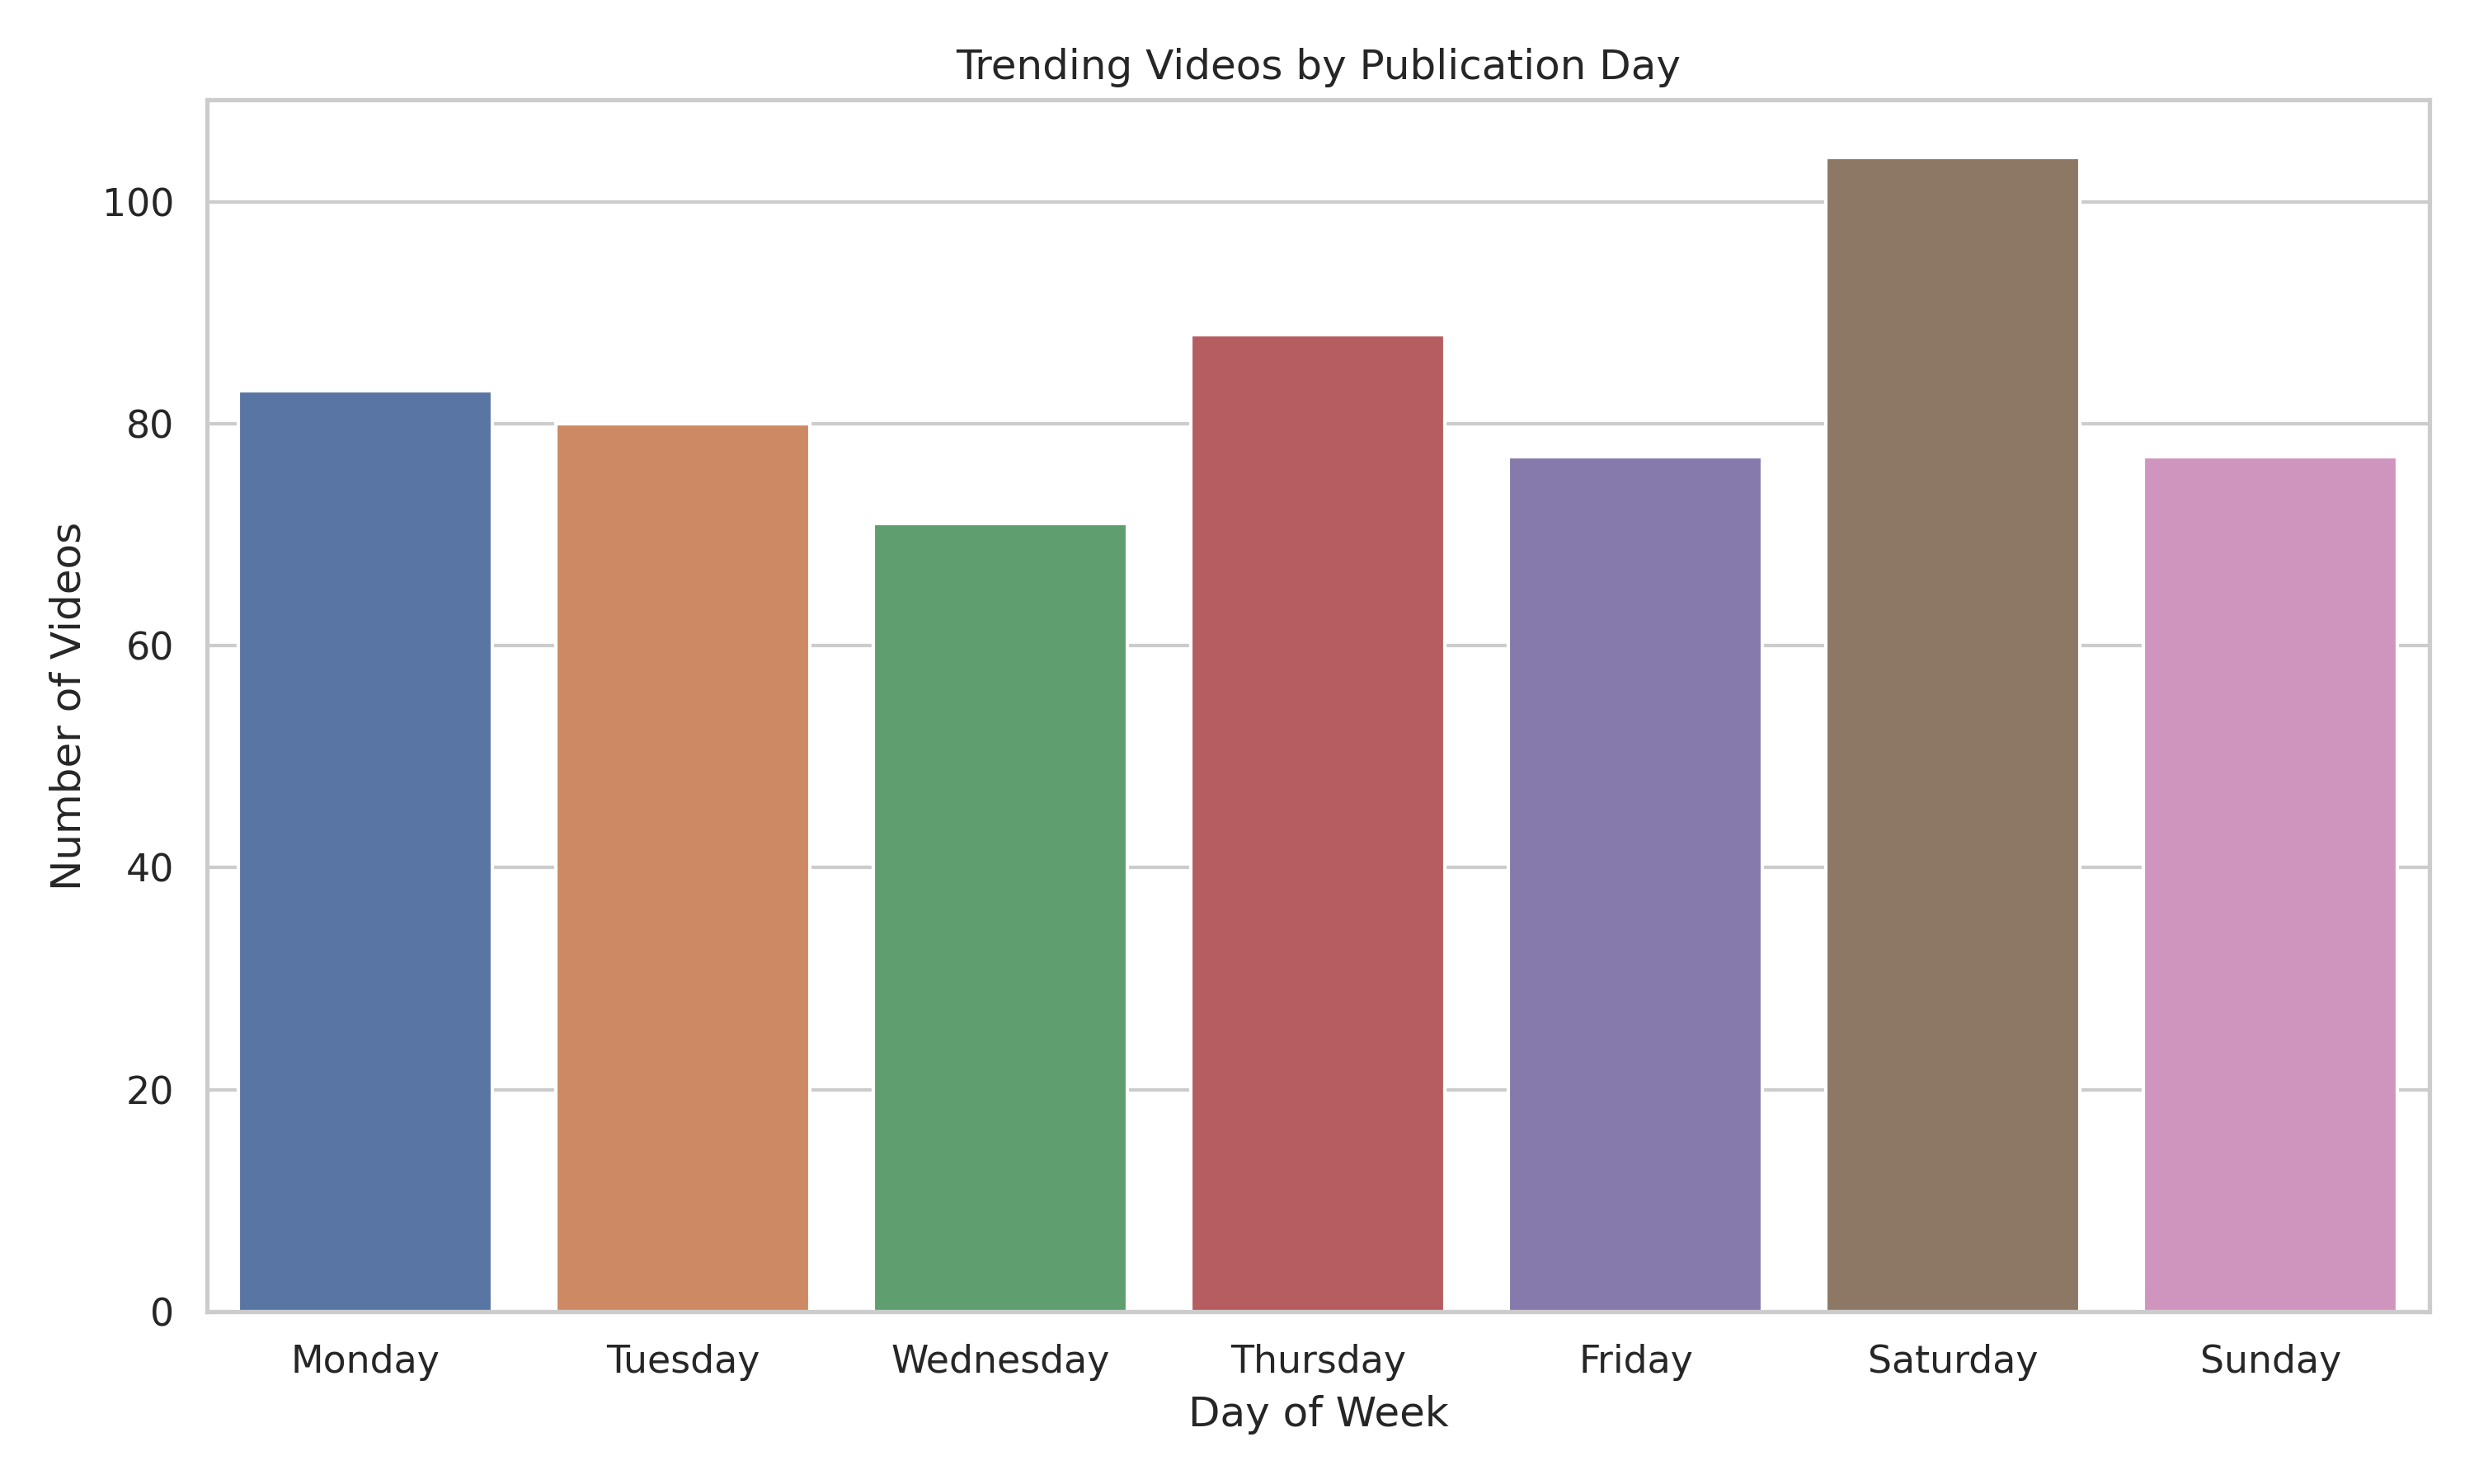 Trending Videos by Publication Day
Number of Videos
100
80
60
40
20
0
Monday Tuesday Wednesday Thursday Friday Saturday Sunday
Day of Week